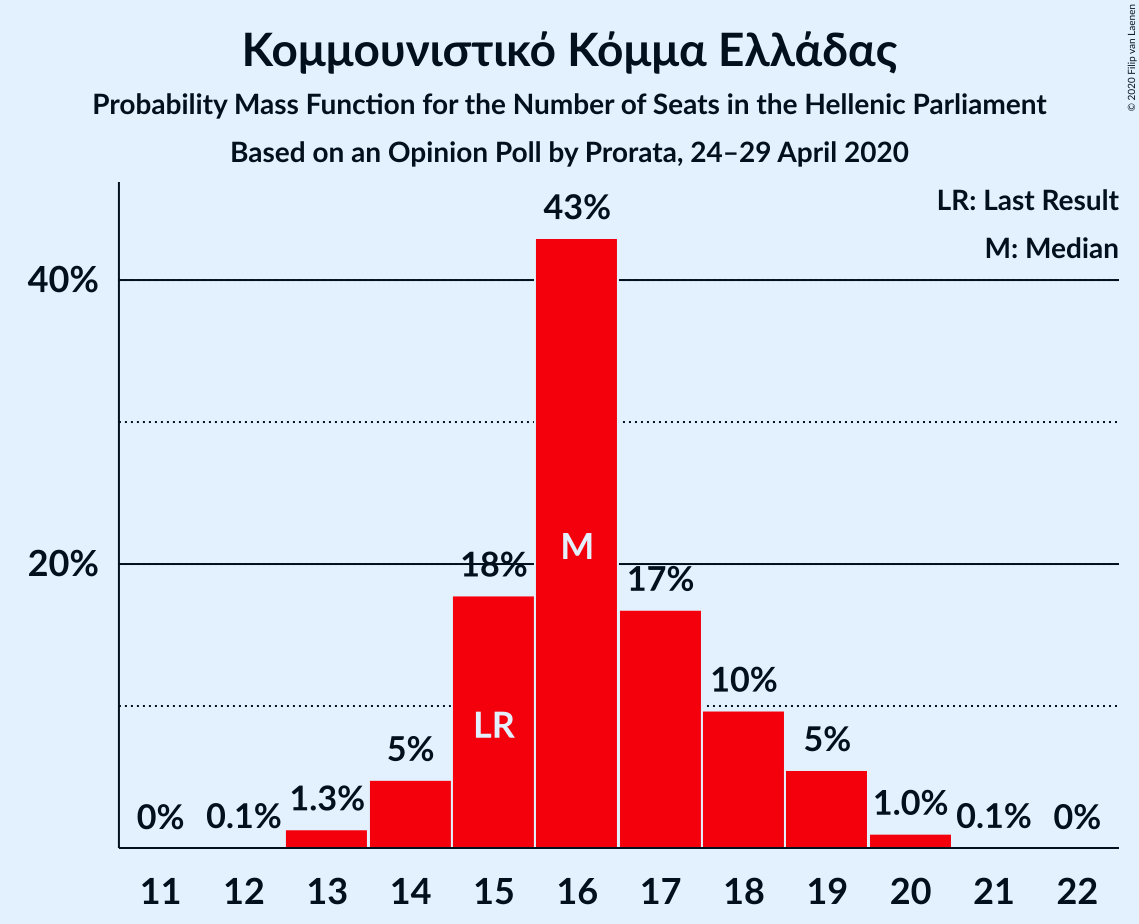 Κομμουνιστικό Κόμμα Ελλάδας
Probability Mass Function for the Number of Seats in the Hellenic Parliament
Based on an Opinion Poll by Prorata, 24–29 April 2020
© 2020 Filip van Laenen
LR: Last Result
M: Median
43%
40%
M
20%
18%
17%
10%
LR
5%
5%
0%
0.1%
1.3%
1.0%
0.1%
0%
11 12 13 14 15 16 17 18 19 20 21 22